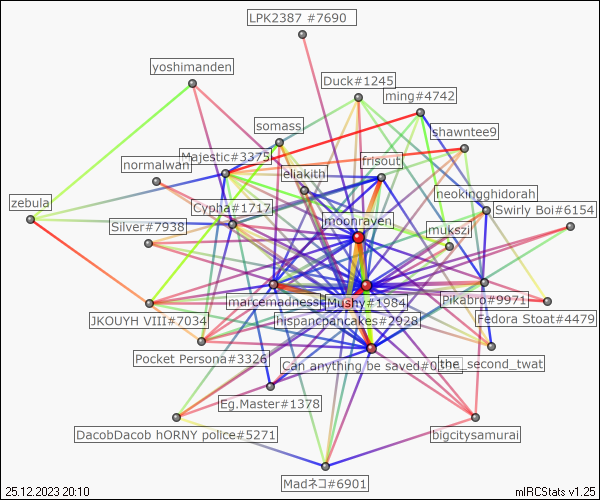 LPK2387 #7690
yoshimanden
Duck#1245
ming#4742
somass
shawntee9
normalwan
Majestic#3375
eliakith
frisout
zebula
Cypha#1717
moonraven
neokingghidorah
Swirly Boi#6154
Silver#7938
mukszi
marcemadness
Mushy#1984
Pikabro#9971
JKOUYH VIII#7034
hispancpancakes#2928
Fedora Stoat#4479
Pocket Persona#3326
Can anything be saved#0
the_second_twat
Eg.Master#1378
DacobDacob hORNY police#5271
bigcitysamurai
Madネコ#6901
25.12.2023 20:10
mIRCStats v1.25